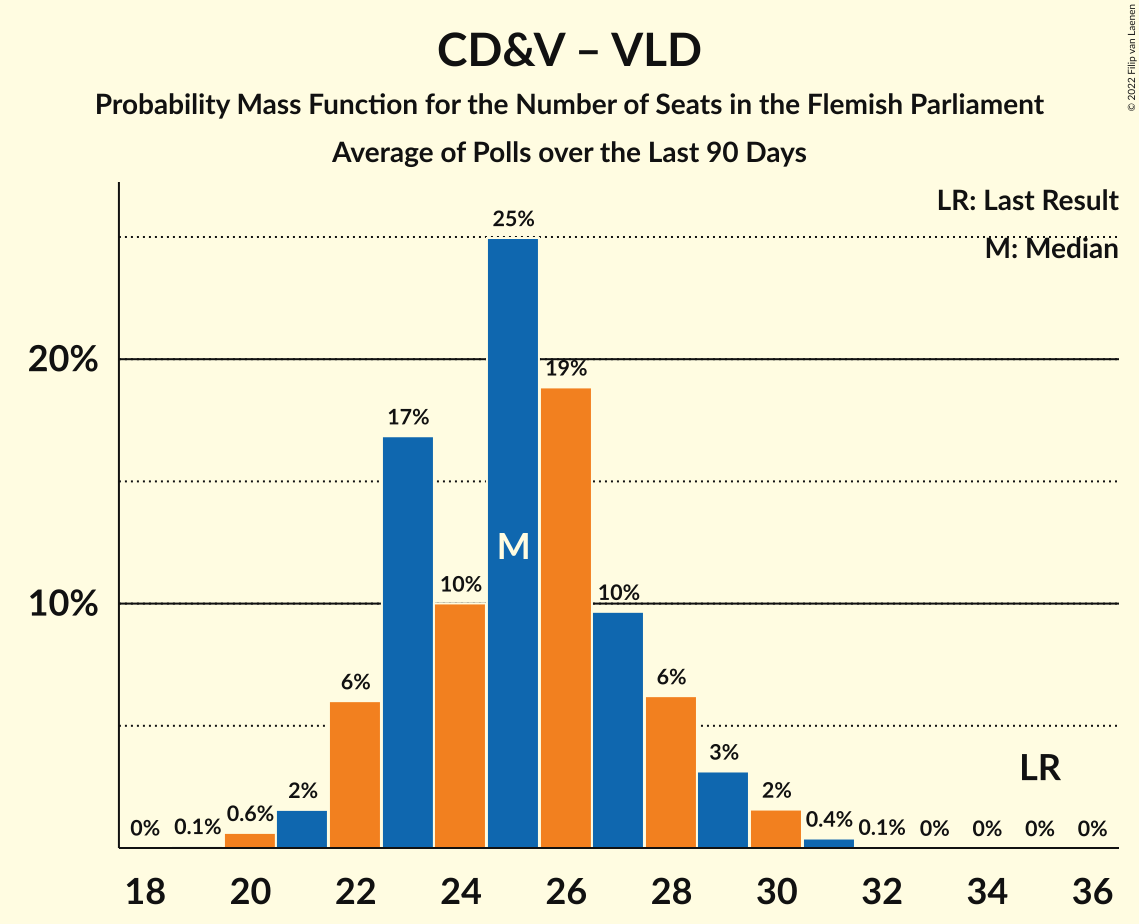 CD&V – VLD
Probability Mass Function for the Number of Seats in the Flemish Parliament
Average of Polls over the Last 90 Days
© 2022 Filip van Laenen
LR: Last Result
M: Median
20%
10%
0% 0.1% 0.6% 2% 6% 17% 10% 25% 19% 10% 6% 3% 2% 0.4% 0.1% 0% 0% 0% 0%
M
LR
18 20 22 24 26 28 30 32 34 36